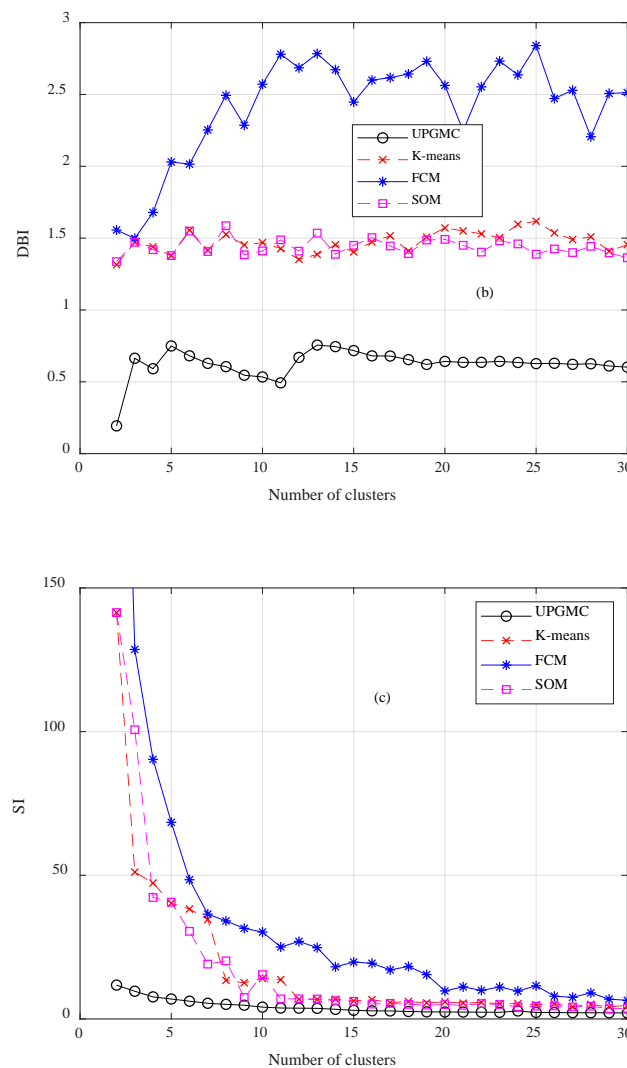 3
2.5
2
1.5
1
0.5
0
DBI
UPGMC
K-means
FCM
SOM
(b)
0 5 10 15 20 25 30
Number of clusters
150
100
50
0
SI
UPGMC
K-means
FCM
SOM
(c)
0 5 10 15 20 25 30
Number of clusters